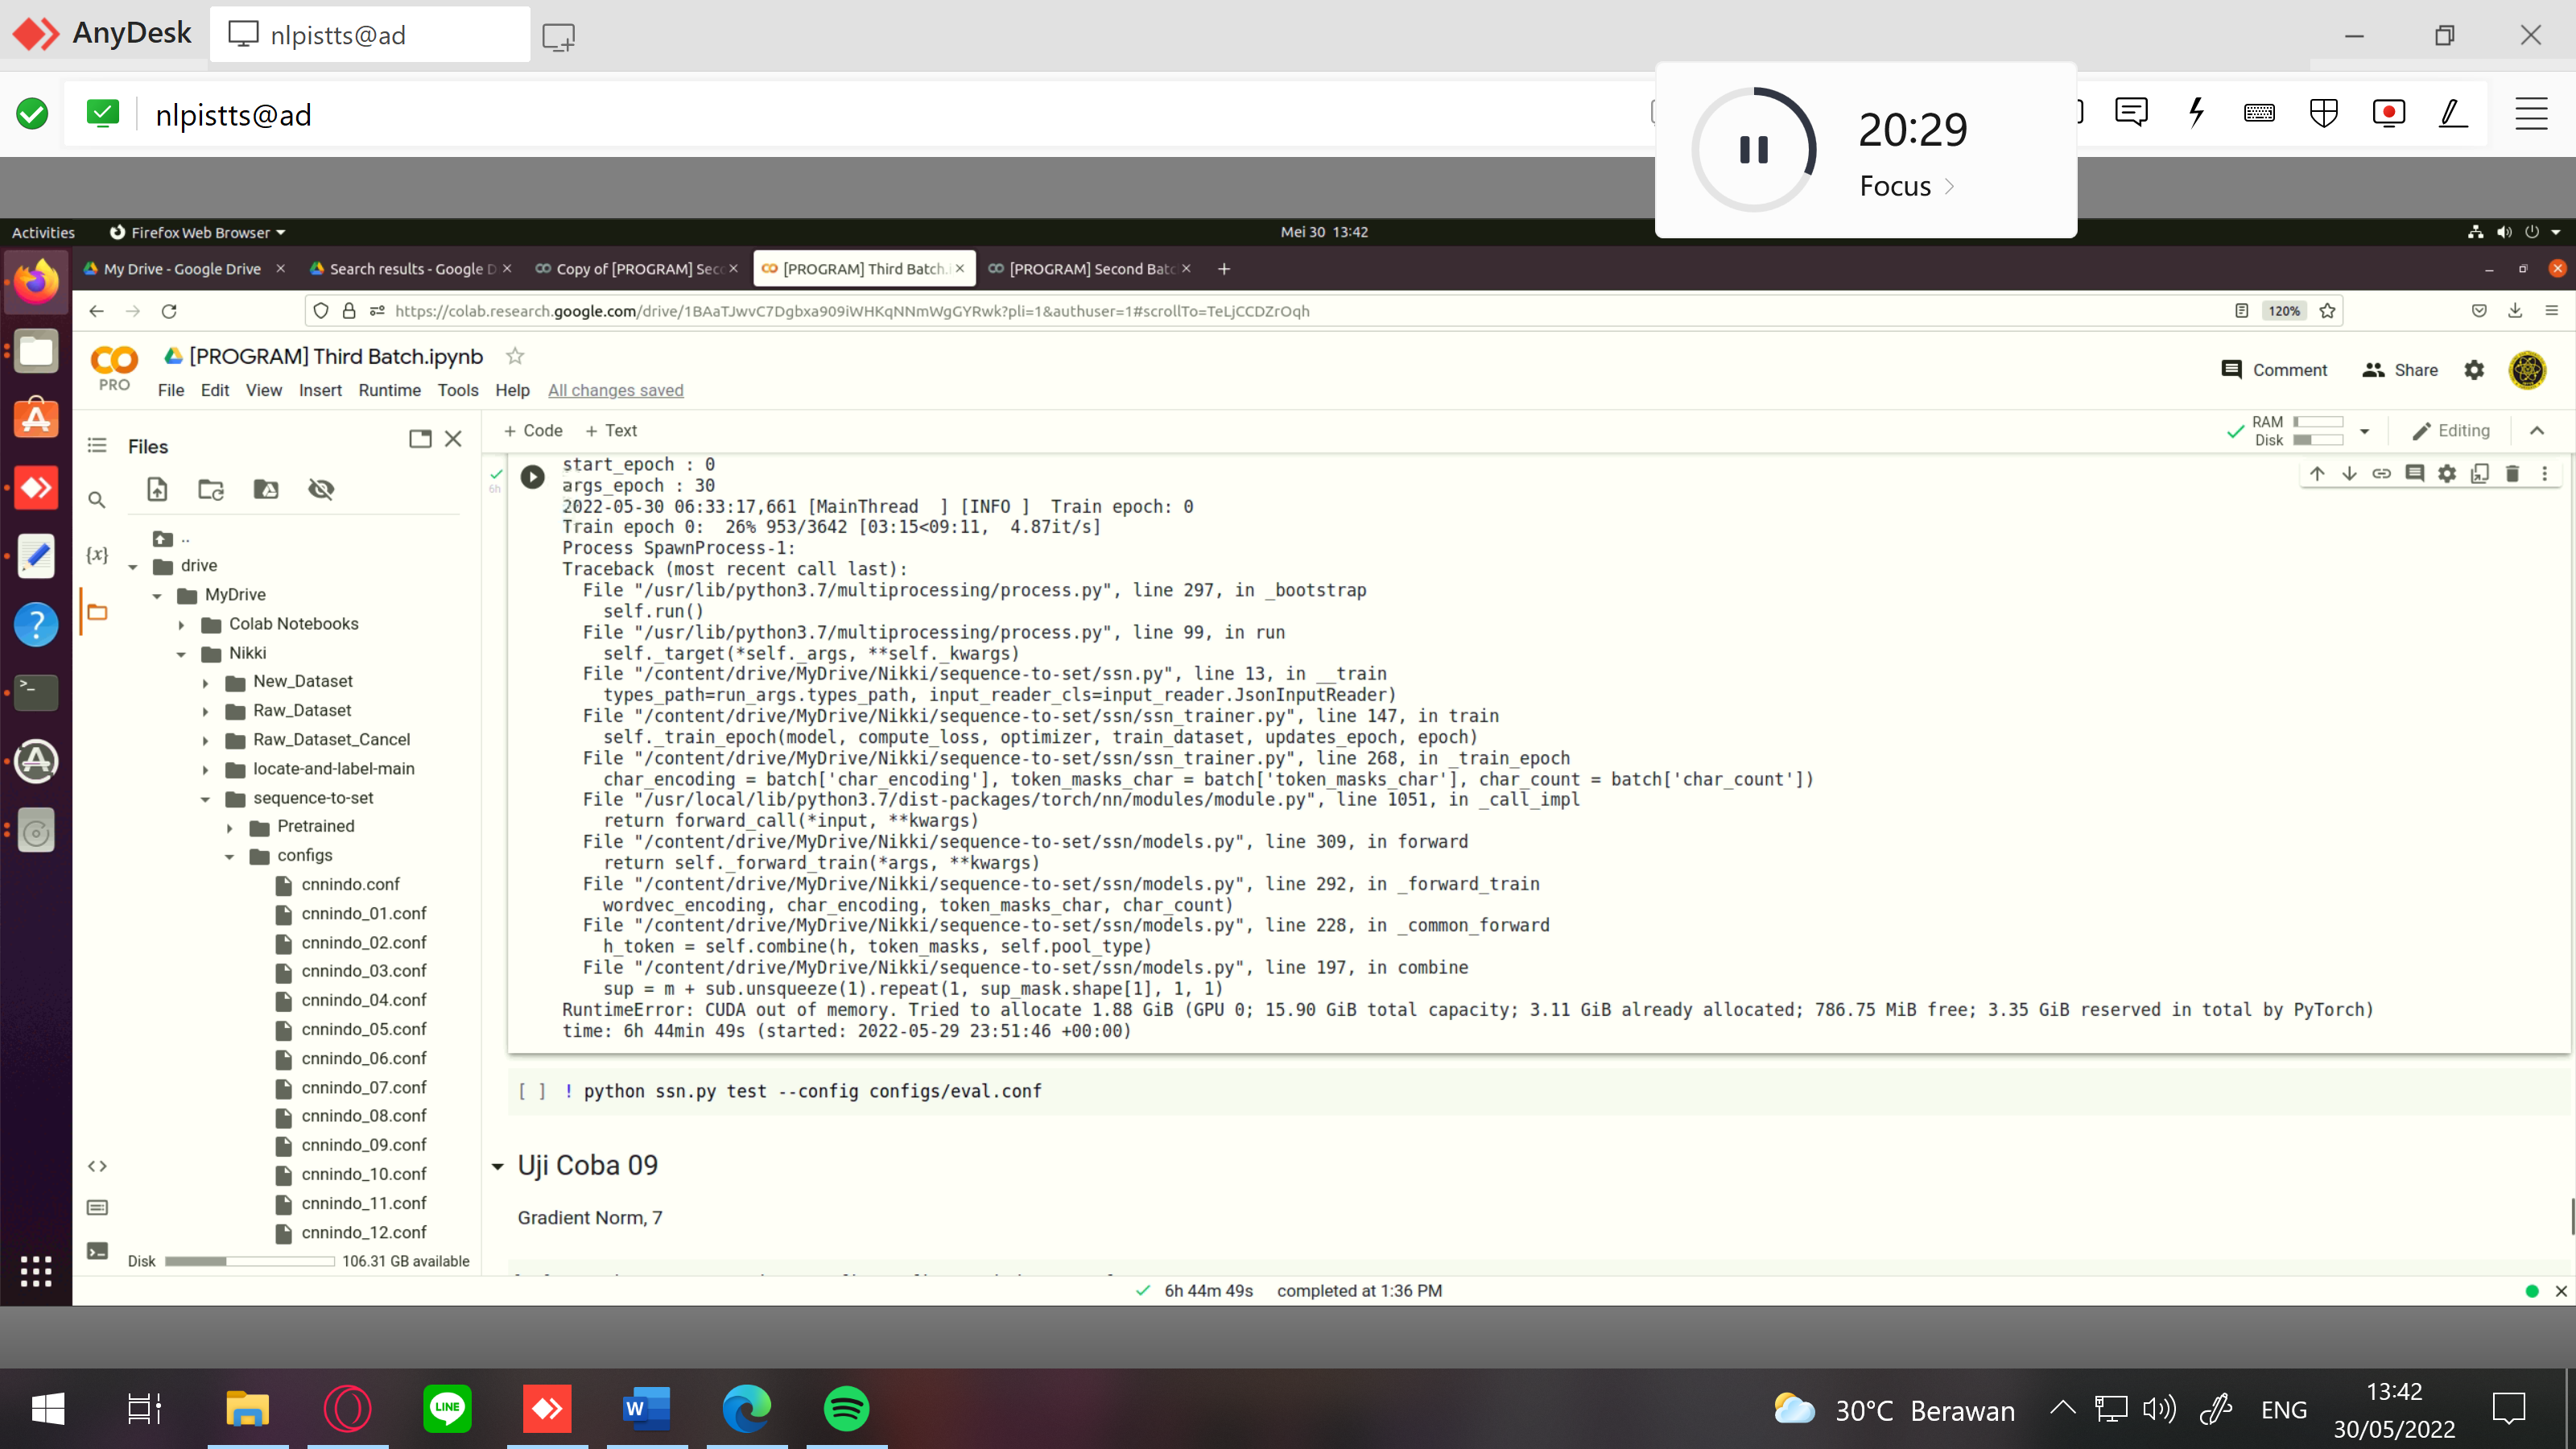 AnyDesk
nlpistts@ad
nlpistts@ad
20:29
Focus
Activities
Firefox Web Browser
Mei 30 13:42
My Drive - Google Drive
Search results - Google D
Copy of [PROGRAM] Sec
[PROGRAM] Third Batch.
[PROGRAM] Second Batc
https://colab.research.google.com/drive/1BAaTJwvC7Dgbxa909iWHKqNNmWgGYRwk?pli=1&authuser=1#scrollTo=TeLjCCDZrOqh
120%
PRO
[PROGRAM] Third Batch.ipynb
File Edit View Insert Runtime Tools Help All changes saved
Comment
Share
Files
+ Code + Text
RAM
Disk
Editing
..
drive
MyDrive
Colab Notebooks
Nikki
New_Dataset
Raw_Dataset
Raw_Dataset_Cancel
locate-and-label-main
sequence-to-set
Pretrained
configs
cnnindo.conf
cnnindo_01.conf
cnnindo_02.conf
cnnindo_03.conf
cnnindo_04.conf
cnnindo_05.conf
cnnindo_06.conf
cnnindo_07.conf
cnnindo_08.conf
cnnindo_09.conf
cnnindo_10.conf
cnnindo_11.conf
cnnindo_12.conf
Disk 106.31 GB available
6h
start_epoch : 0
args_epoch : 30
2022-05-30 06:33:17,661 [MainThread  ] [INFO ]  Train epoch: 0
Train epoch 0:  26% 953/3642 [03:15<09:11,  4.87it/s]
Process SpawnProcess-1:
Traceback (most recent call last):
File "/usr/lib/python3.7/multiprocessing/process.py", line 297, in _bootstrap
self.run()
File "/usr/lib/python3.7/multiprocessing/process.py", line 99, in run
self._target(*self._args, **self._kwargs)
File "/content/drive/MyDrive/Nikki/sequence-to-set/ssn.py", line 13, in __train
types_path=run_args.types_path, input_reader_cls=input_reader.JsonInputReader)
File "/content/drive/MyDrive/Nikki/sequence-to-set/ssn/ssn_trainer.py", line 147, in train
self._train_epoch(model, compute_loss, optimizer, train_dataset, updates_epoch, epoch)
File "/content/drive/MyDrive/Nikki/sequence-to-set/ssn/ssn_trainer.py", line 268, in _train_epoch
char_encoding = batch['char_encoding'], token_masks_char = batch['token_masks_char'], char_count = batch['char_count'])
File "/usr/local/lib/python3.7/dist-packages/torch/nn/modules/module.py", line 1051, in _call_impl
return forward_call(*input, **kwargs)
File "/content/drive/MyDrive/Nikki/sequence-to-set/ssn/models.py", line 309, in forward
return self._forward_train(*args, **kwargs)
File "/content/drive/MyDrive/Nikki/sequence-to-set/ssn/models.py", line 292, in _forward_train
wordvec_encoding, char_encoding, token_masks_char, char_count)
File "/content/drive/MyDrive/Nikki/sequence-to-set/ssn/models.py", line 228, in _common_forward
h_token = self.combine(h, token_masks, self.pool_type)
File "/content/drive/MyDrive/Nikki/sequence-to-set/ssn/models.py", line 197, in combine
sup = m + sub.unsqueeze(1).repeat(1, sup_mask.shape[1], 1, 1)
RuntimeError: CUDA out of memory. Tried to allocate 1.88 GiB (GPU 0; 15.90 GiB total capacity; 3.11 GiB already allocated; 786.75 MiB free; 3.35 GiB reserved in total by PyTorch)
time: 6h 44min 49s (started: 2022-05-29 23:51:46 +00:00)
[ ] ! python ssn.py test --config configs/eval.conf
Uji Coba 09
Gradient Norm, 7
6h 44m 49s completed at 1:36 PM
LINE
30°C Berawan
ENG
13:42
30/05/2022